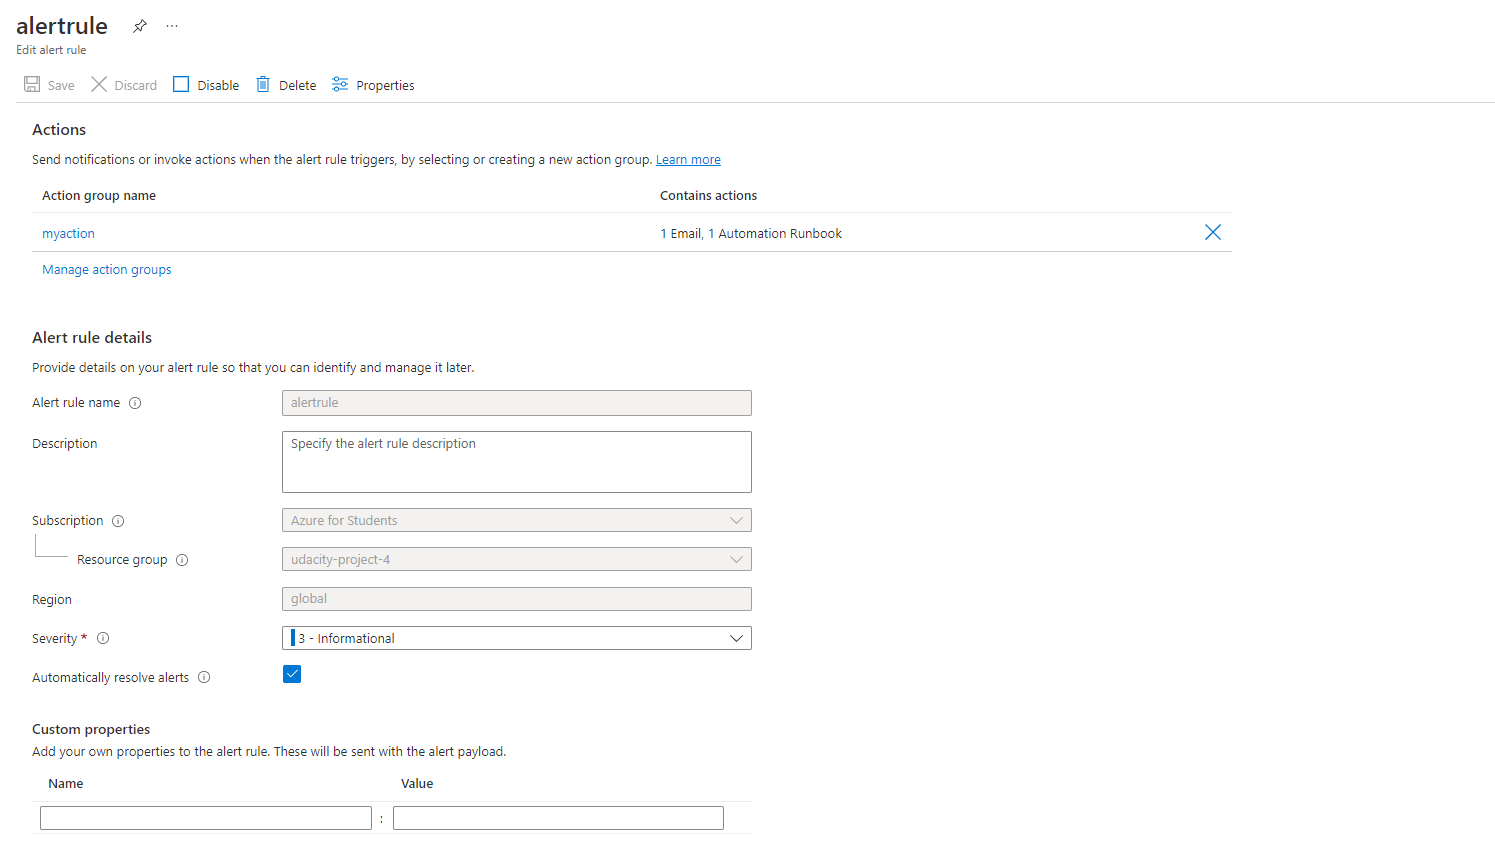 alertrule
Edit alert rule
Save Discard Disable Delete Properties
Actions
Send notifications or invoke actions when the alert rule triggers, by selecting or creating a new action group. Learn more
Action group name Contains actions
myaction 1 Email, 1 Automation Runbook
Manage action groups
Alert rule details
Provide details on your alert rule so that you can identify and manage it later.
Alert rule name alertrule
Description Specify the alert rule description
Subscription Azure for Students
Resource group udacity-project-4
Region global
Severity * 3 - Informational
Automatically resolve alerts
Custom properties
Add your own properties to the alert rule. These will be sent with the alert payload.
Name Value
: